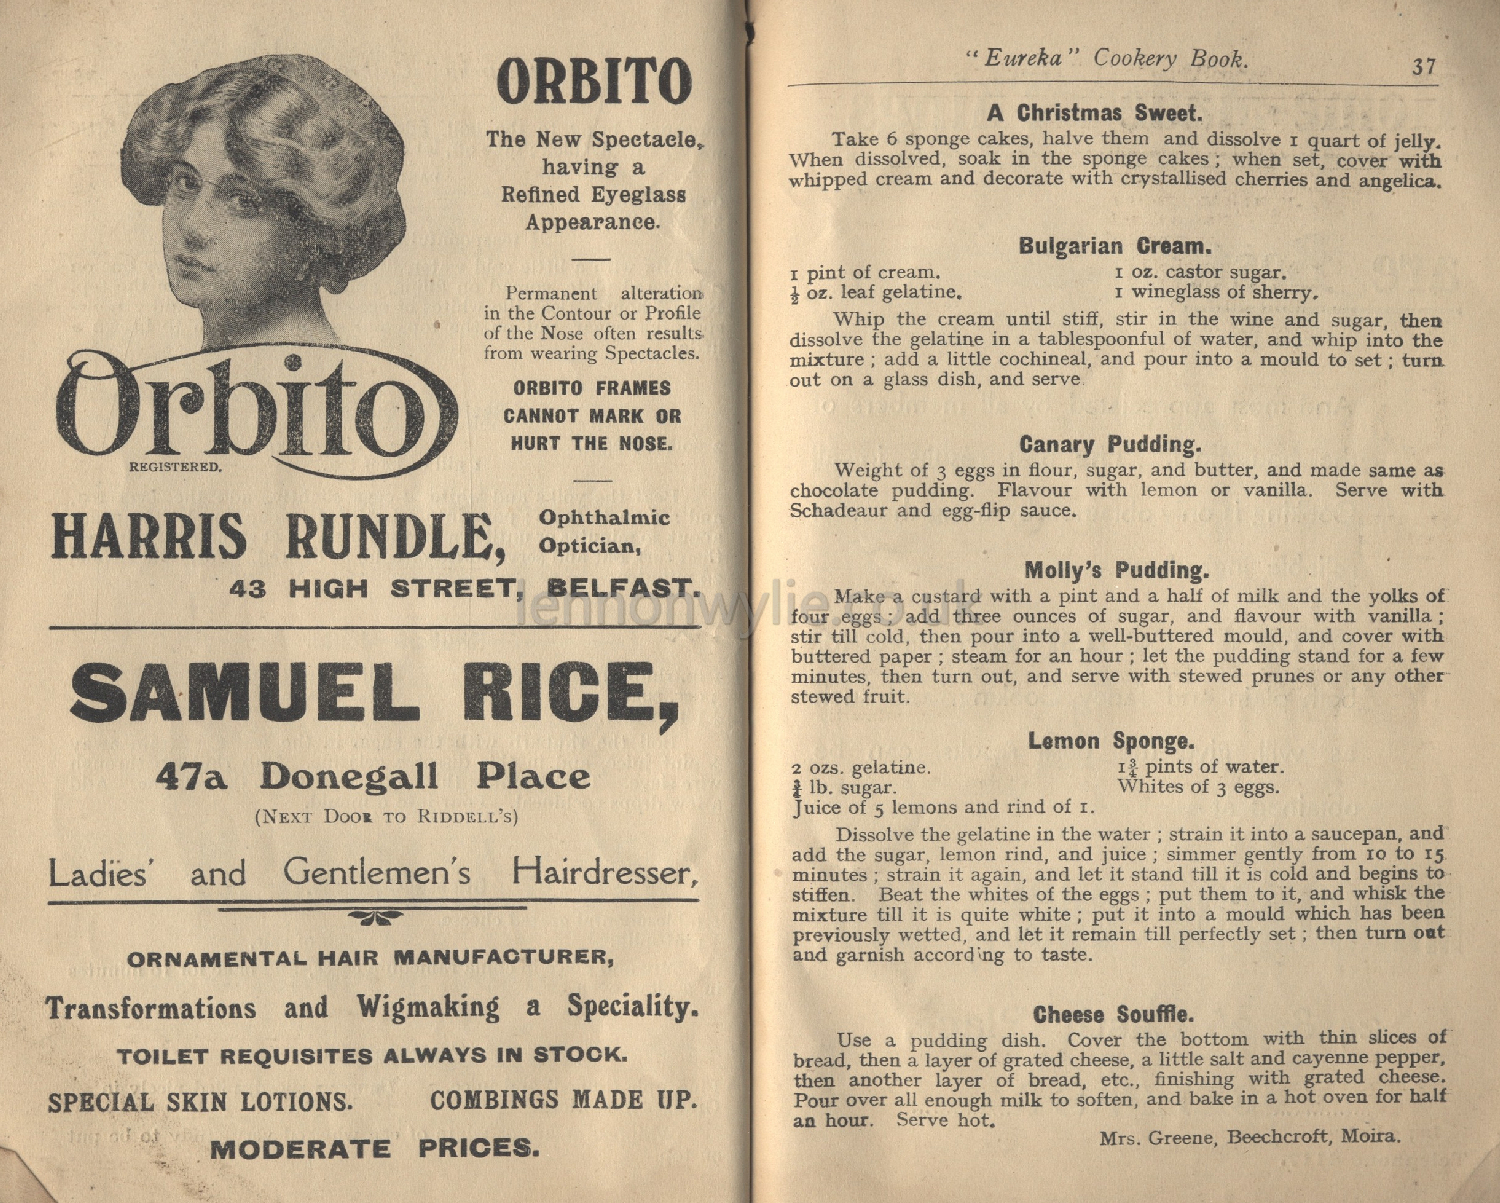 ORBITO
The New Spectacle,
having a
Refined Eyeglass
Appearance.
Permanent alteration
in the Contour or Profile
of the Nose often results
from wearing Spectacles.
ORBITO FRAMES
CANNOT MARK OR
HURT THE NOSE.
Orbito
REGISTERED.
HARRIS RUNDLE, Ophthalmic
Optician,
43 HIGH STREET, BELFAST.
SAMUEL RICE,
47a Donegall Place
(NEXT DOOR TO RIDDELL'S)
Ladies' and Gentlemen's Hairdresser,
ORNAMENTAL HAIR MANUFACTURER,
Transformations and Wigmaking a Speciality.
TOILET REQUISITES ALWAYS IN STOCK.
SPECIAL SKIN LOTIONS. COMBINGS MADE UP.
MODERATE PRICES.
lennonwylie.co.uk
"Eureka" Cookery Book. 37
A Christmas Sweet.
Take 6 sponge cakes, halve them and dissolve 1 quart of jelly.
When dissolved, soak in the sponge cakes; when set, cover with
whipped cream and decorate with crystallised cherries and angelica.
Bulgarian Cream.
1 pint of cream. 1 oz. castor sugar.
½ oz. leaf gelatine. 1 wineglass of sherry.
Whip the cream until stiff, stir in the wine and sugar, then
dissolve the gelatine in a tablespoonful of water, and whip into the
mixture; add a little cochineal, and pour into a mould to set; turn
out on a glass dish, and serve
Canary Pudding.
Weight of 3 eggs in flour, sugar, and butter, and made same as
chocolate pudding. Flavour with lemon or vanilla. Serve with
Schadeaur and egg-flip sauce.
Molly's Pudding.
Make a custard with a pint and a half of milk and the yolks of
four eggs; add three ounces of sugar, and flavour with vanilla;
stir till cold, then pour into a well-buttered mould, and cover with
buttered paper; steam for an hour; let the pudding stand for a few
minutes, then turn out, and serve with stewed prunes or any other
stewed fruit.
Lemon Sponge.
2 ozs. gelatine. 1¾ pints of water.
¾ lb. sugar. Whites of 3 eggs.
Juice of 5 lemons and rind of 1.
Dissolve the gelatine in the water; strain it into a saucepan, and
add the sugar, lemon rind, and juice; simmer gently from 10 to 15
minutes; strain it again, and let it stand till it is cold and begins to
stiffen. Beat the whites of the eggs; put them to it, and whisk the
mixture till it is quite white; put it into a mould which has been
previously wetted, and let it remain till perfectly set; then turn out
and garnish according to taste.
Cheese Souffle.
Use a pudding dish. Cover the bottom with thin slices of
bread, then a layer of grated cheese, a little salt and cayenne pepper,
then another layer of bread, etc., finishing with grated cheese.
Pour over all enough milk to soften, and bake in a hot oven for half
an hour. Serve hot.
Mrs. Greene, Beechcroft, Moira.